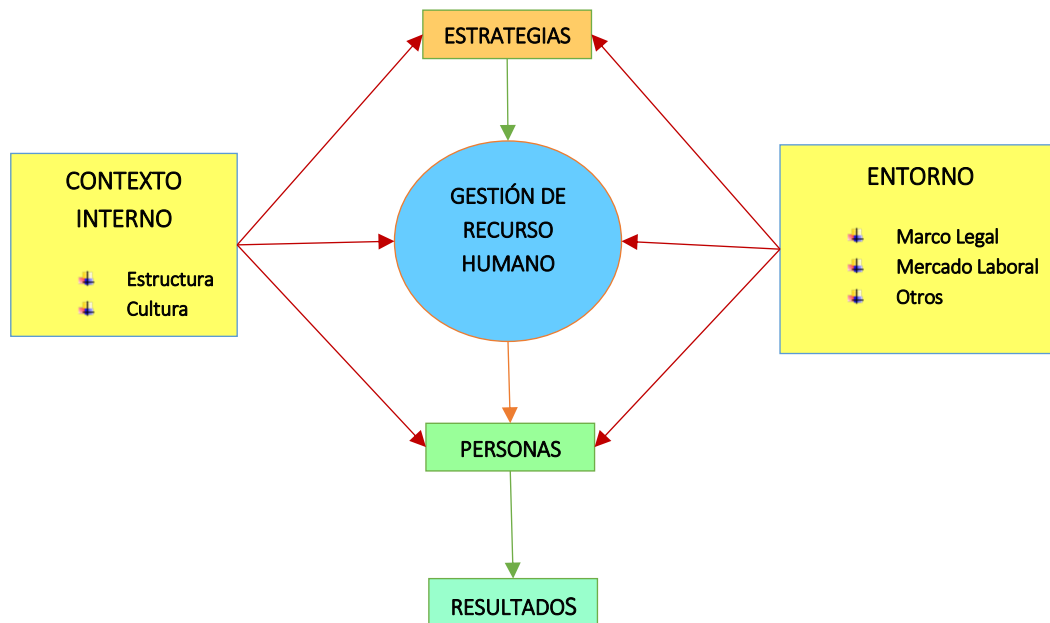 ESTRATEGIAS
CONTEXTO
INTERNO
Estructura
Cultura
GESTIÓN DE
RECURSO
HUMANO
ENTORNO
Marco Legal
Mercado Laboral
Otros
PERSONAS
RESULTADOS